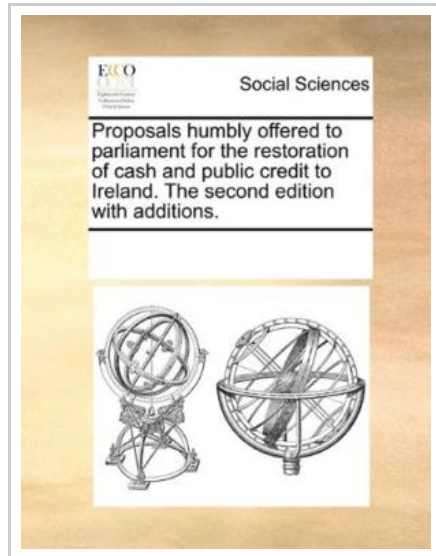 ECCO
Social Sciences
Proposals humbly offered to
parliament for the restoration
of cash and public credit to
Ireland. The second edition
with additions.